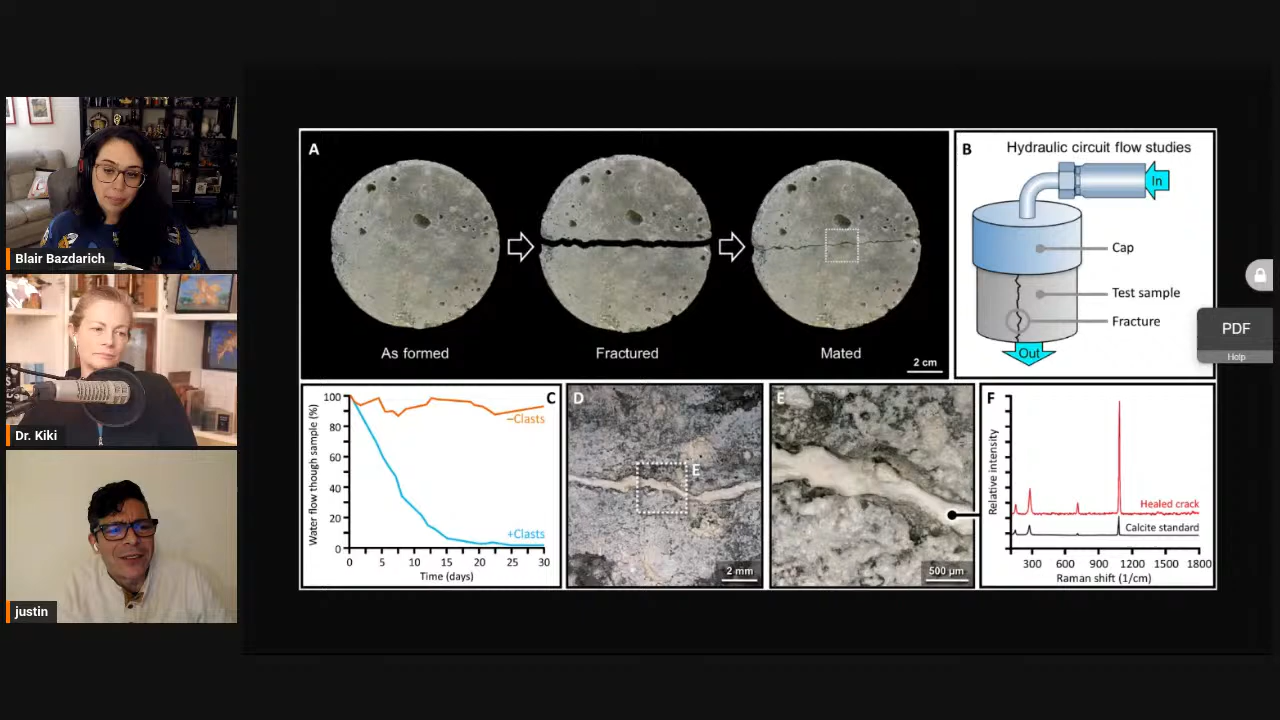 Blair Bazdarich
Dr. Kiki
justin
A
As formed
Fractured
Mated
2 cm
B
Hydraulic circuit flow studies
In
Cap
Test sample
Fracture
Out
PDF
Help
C
Water flow though sample (%)
100
80
60
40
20
0
–Clasts
+Clasts
0 5 10 15 20 25 30
Time (days)
D
E
2 mm
E
500 µm
F
Relative intensity
Healed crack
Calcite standard
300 600 900 1200 1500 1800
Raman shift (1/cm)